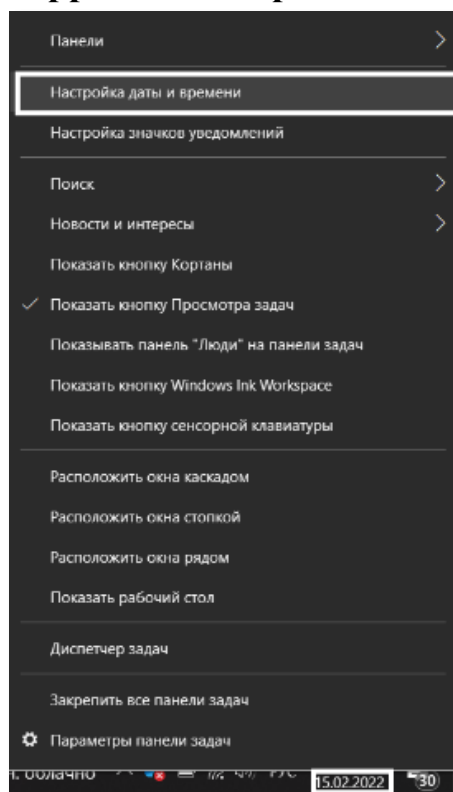 Панели
Настройка даты и времени
Настройка значков уведомлений
Поиск
Новости и интересы
Показать кнопку Кортаны
Показать кнопку Просмотра задач
Показывать панель "Люди" на панели задач
Показать кнопку Windows Ink Workspace
Показать кнопку сенсорной клавиатуры
Расположить окна каскадом
Расположить окна стопкой
Расположить окна рядом
Показать рабочий стол
Диспетчер задач
Закрепить все панели задач
Параметры панели задач
облачно РУС 15.02.2022 30